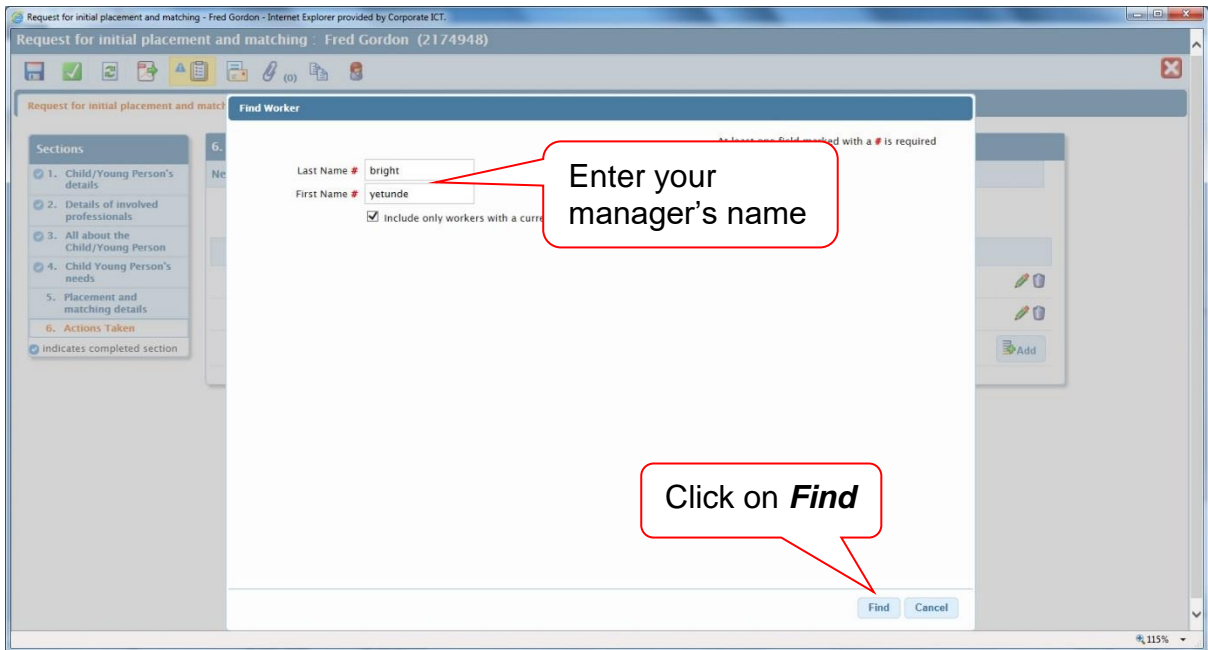 Request for initial placement and matching - Fred Gordon - Internet Explorer provided by Corporate ICT.
Request for initial placement and matching : Fred Gordon (2174948)
(0)
Request for initial placement and match
Find Worker
At least one field marked with a # is required
Sections
1. Child/Young Person's
details
2. Details of involved
professionals
3. All about the
Child/Young Person
4. Child Young Person's
needs
5. Placement and
matching details
6. Actions Taken
indicates completed section
6.
Ne
Last Name # bright
First Name # yetunde
Include only workers with a curre
Enter your
manager's name
Add
Click on Find
Find Cancel
115%